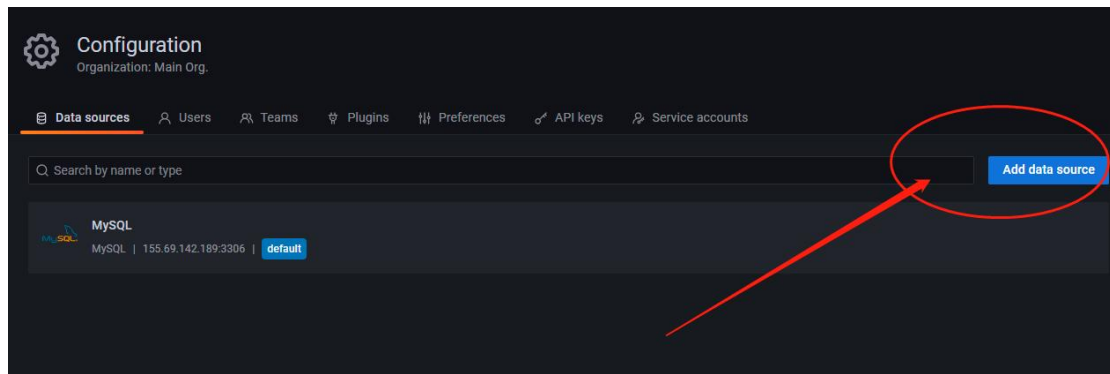 Configuration
Organization: Main Org.
Data sources Users Teams Plugins Preferences API keys Service accounts
Search by name or type Add data source
MySQL
MySQL
MySQL | 155.69.142.189:3306 | default